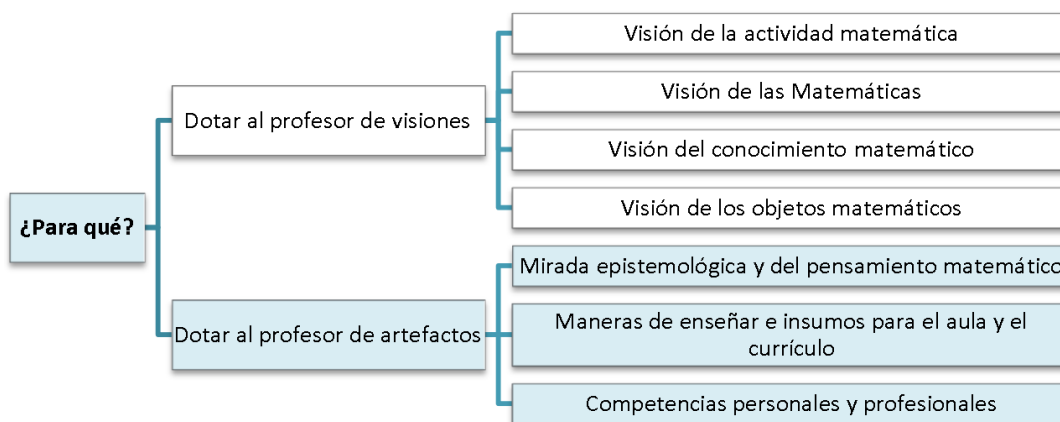 ¿Para qué?
Dotar al profesor de visiones
Visión de la actividad matemática
Visión de las Matemáticas
Visión del conocimiento matemático
Visión de los objetos matemáticos
Dotar al profesor de artefactos
Mirada epistemológica y del pensamiento matemático
Maneras de enseñar e insumos para el aula y el
currículo
Competencias personales y profesionales